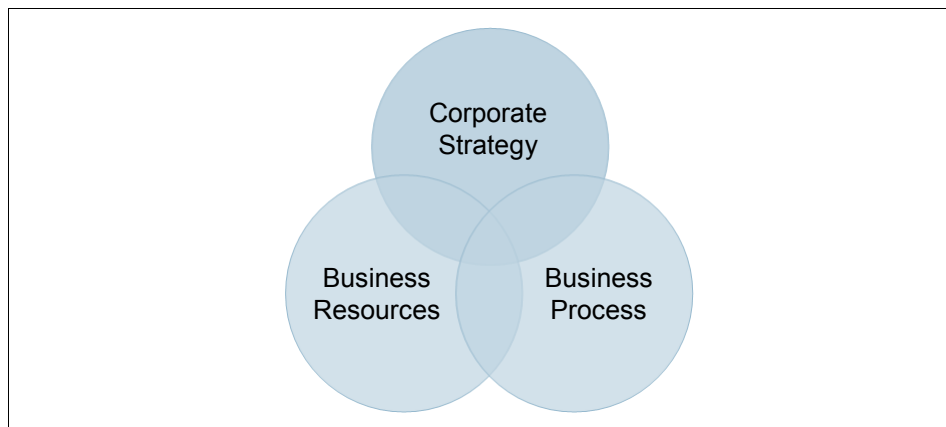 Corporate
Strategy
Business
Resources
Business
Process